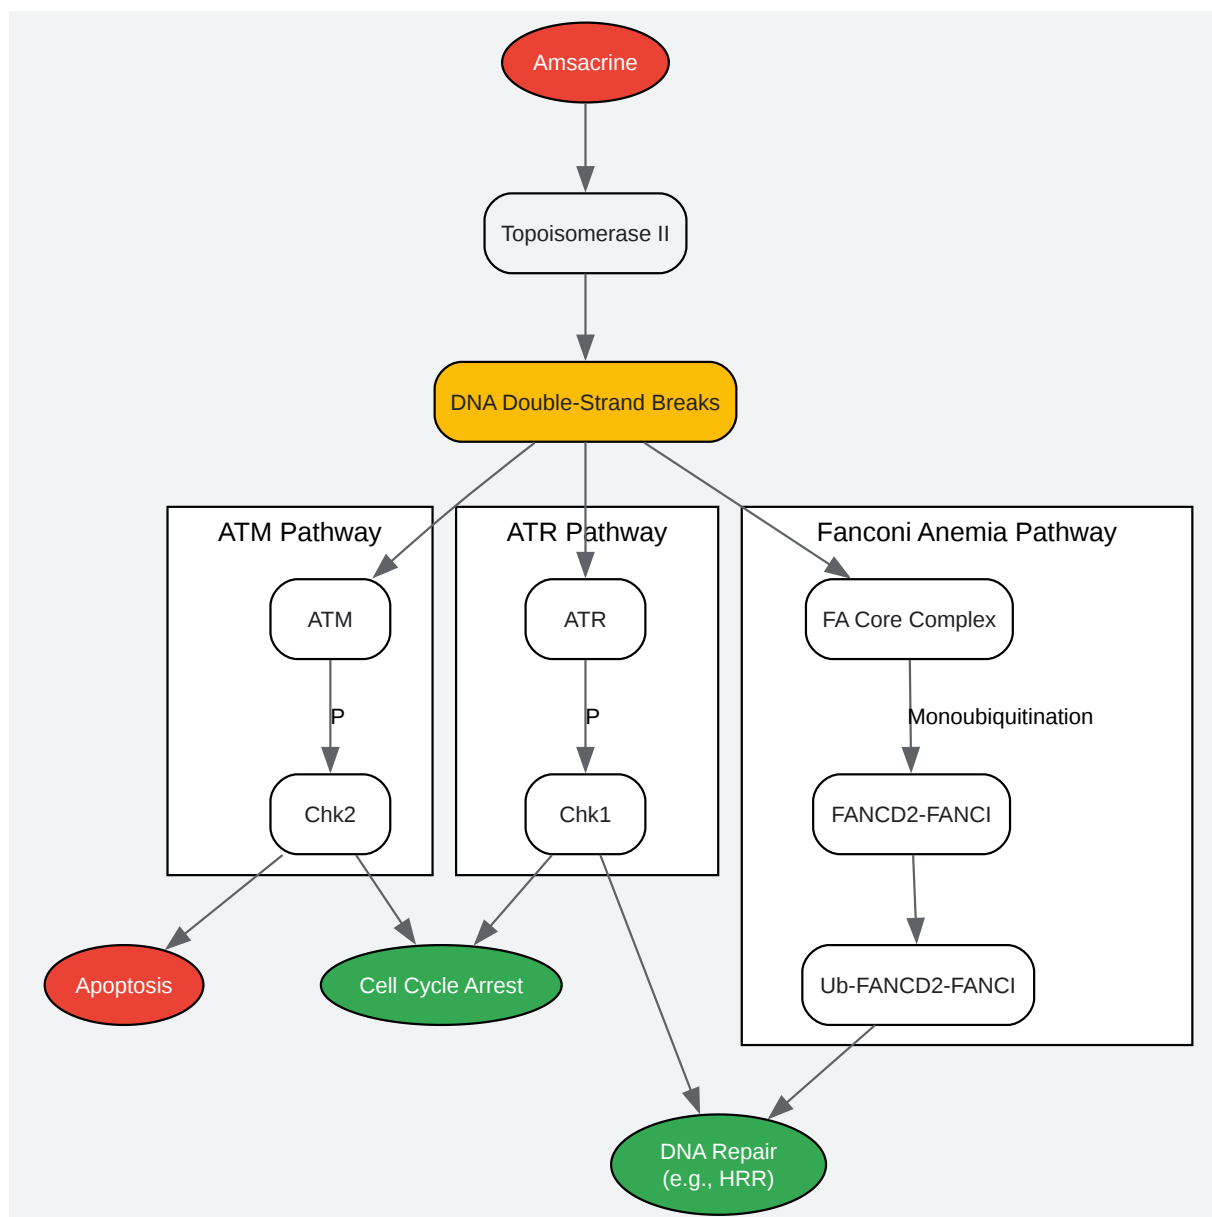 Amsacrine
Topoisomerase II
DNA Double-Strand Breaks
ATM Pathway
ATR Pathway
Fanconi Anemia Pathway
ATM
ATR
FA Core Complex
P
P
Monoubiquitination
Chk2
Chk1
FANCD2-FANCI
Apoptosis
Cell Cycle Arrest
Ub-FANCD2-FANCI
DNA Repair
(e.g., HRR)